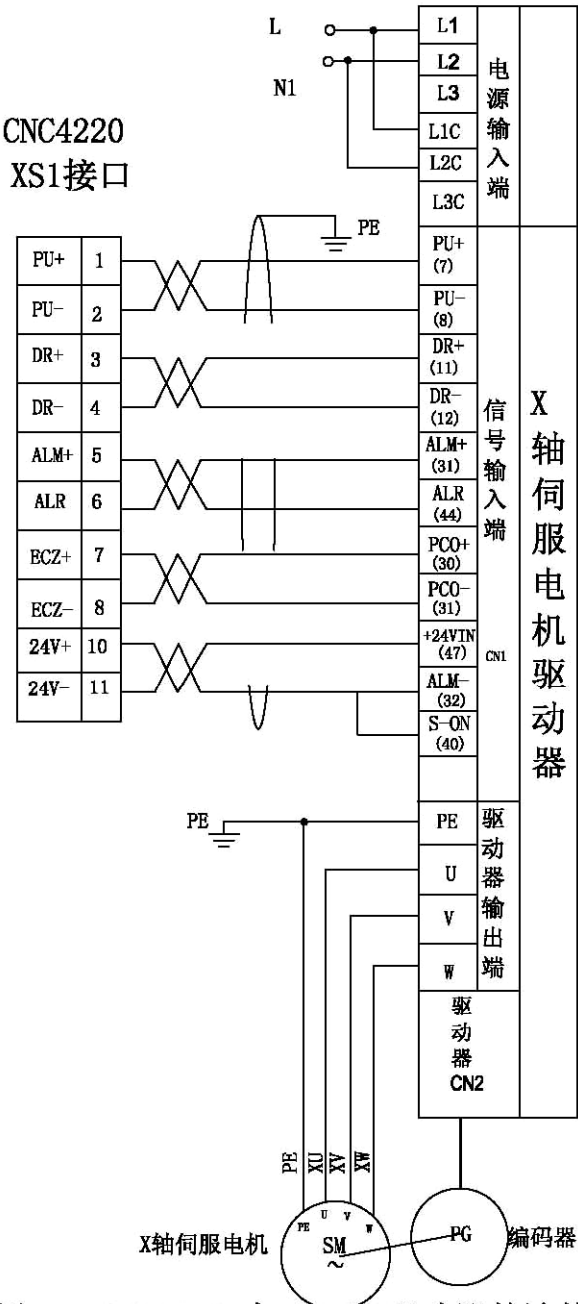 L
N1
CNC4220
XS1接口
PU+ 1
PU- 2
DR+ 3
DR- 4
ALM+ 5
ALR 6
ECZ+ 7
ECZ- 8
24V+ 10
24V- 11
PE
L1
L2
L3
L1C
L2C
L3C
电源输入端
PU+
(7)
PU-
(8)
DR+
(11)
DR-
(12)
ALM+
(31)
ALR
(44)
PCO+
(30)
PCO-
(31)
+24VIN
(47)
ALM-
(32)
S-ON
(40)
信号输入端
CN1
X轴伺服电机驱动器
PE
PE
U
V
W
驱动器输出端
驱动器
CN2
PE
XU
XV
XW
PE
U
V
W
X轴伺服电机
SM
~
PG
编码器